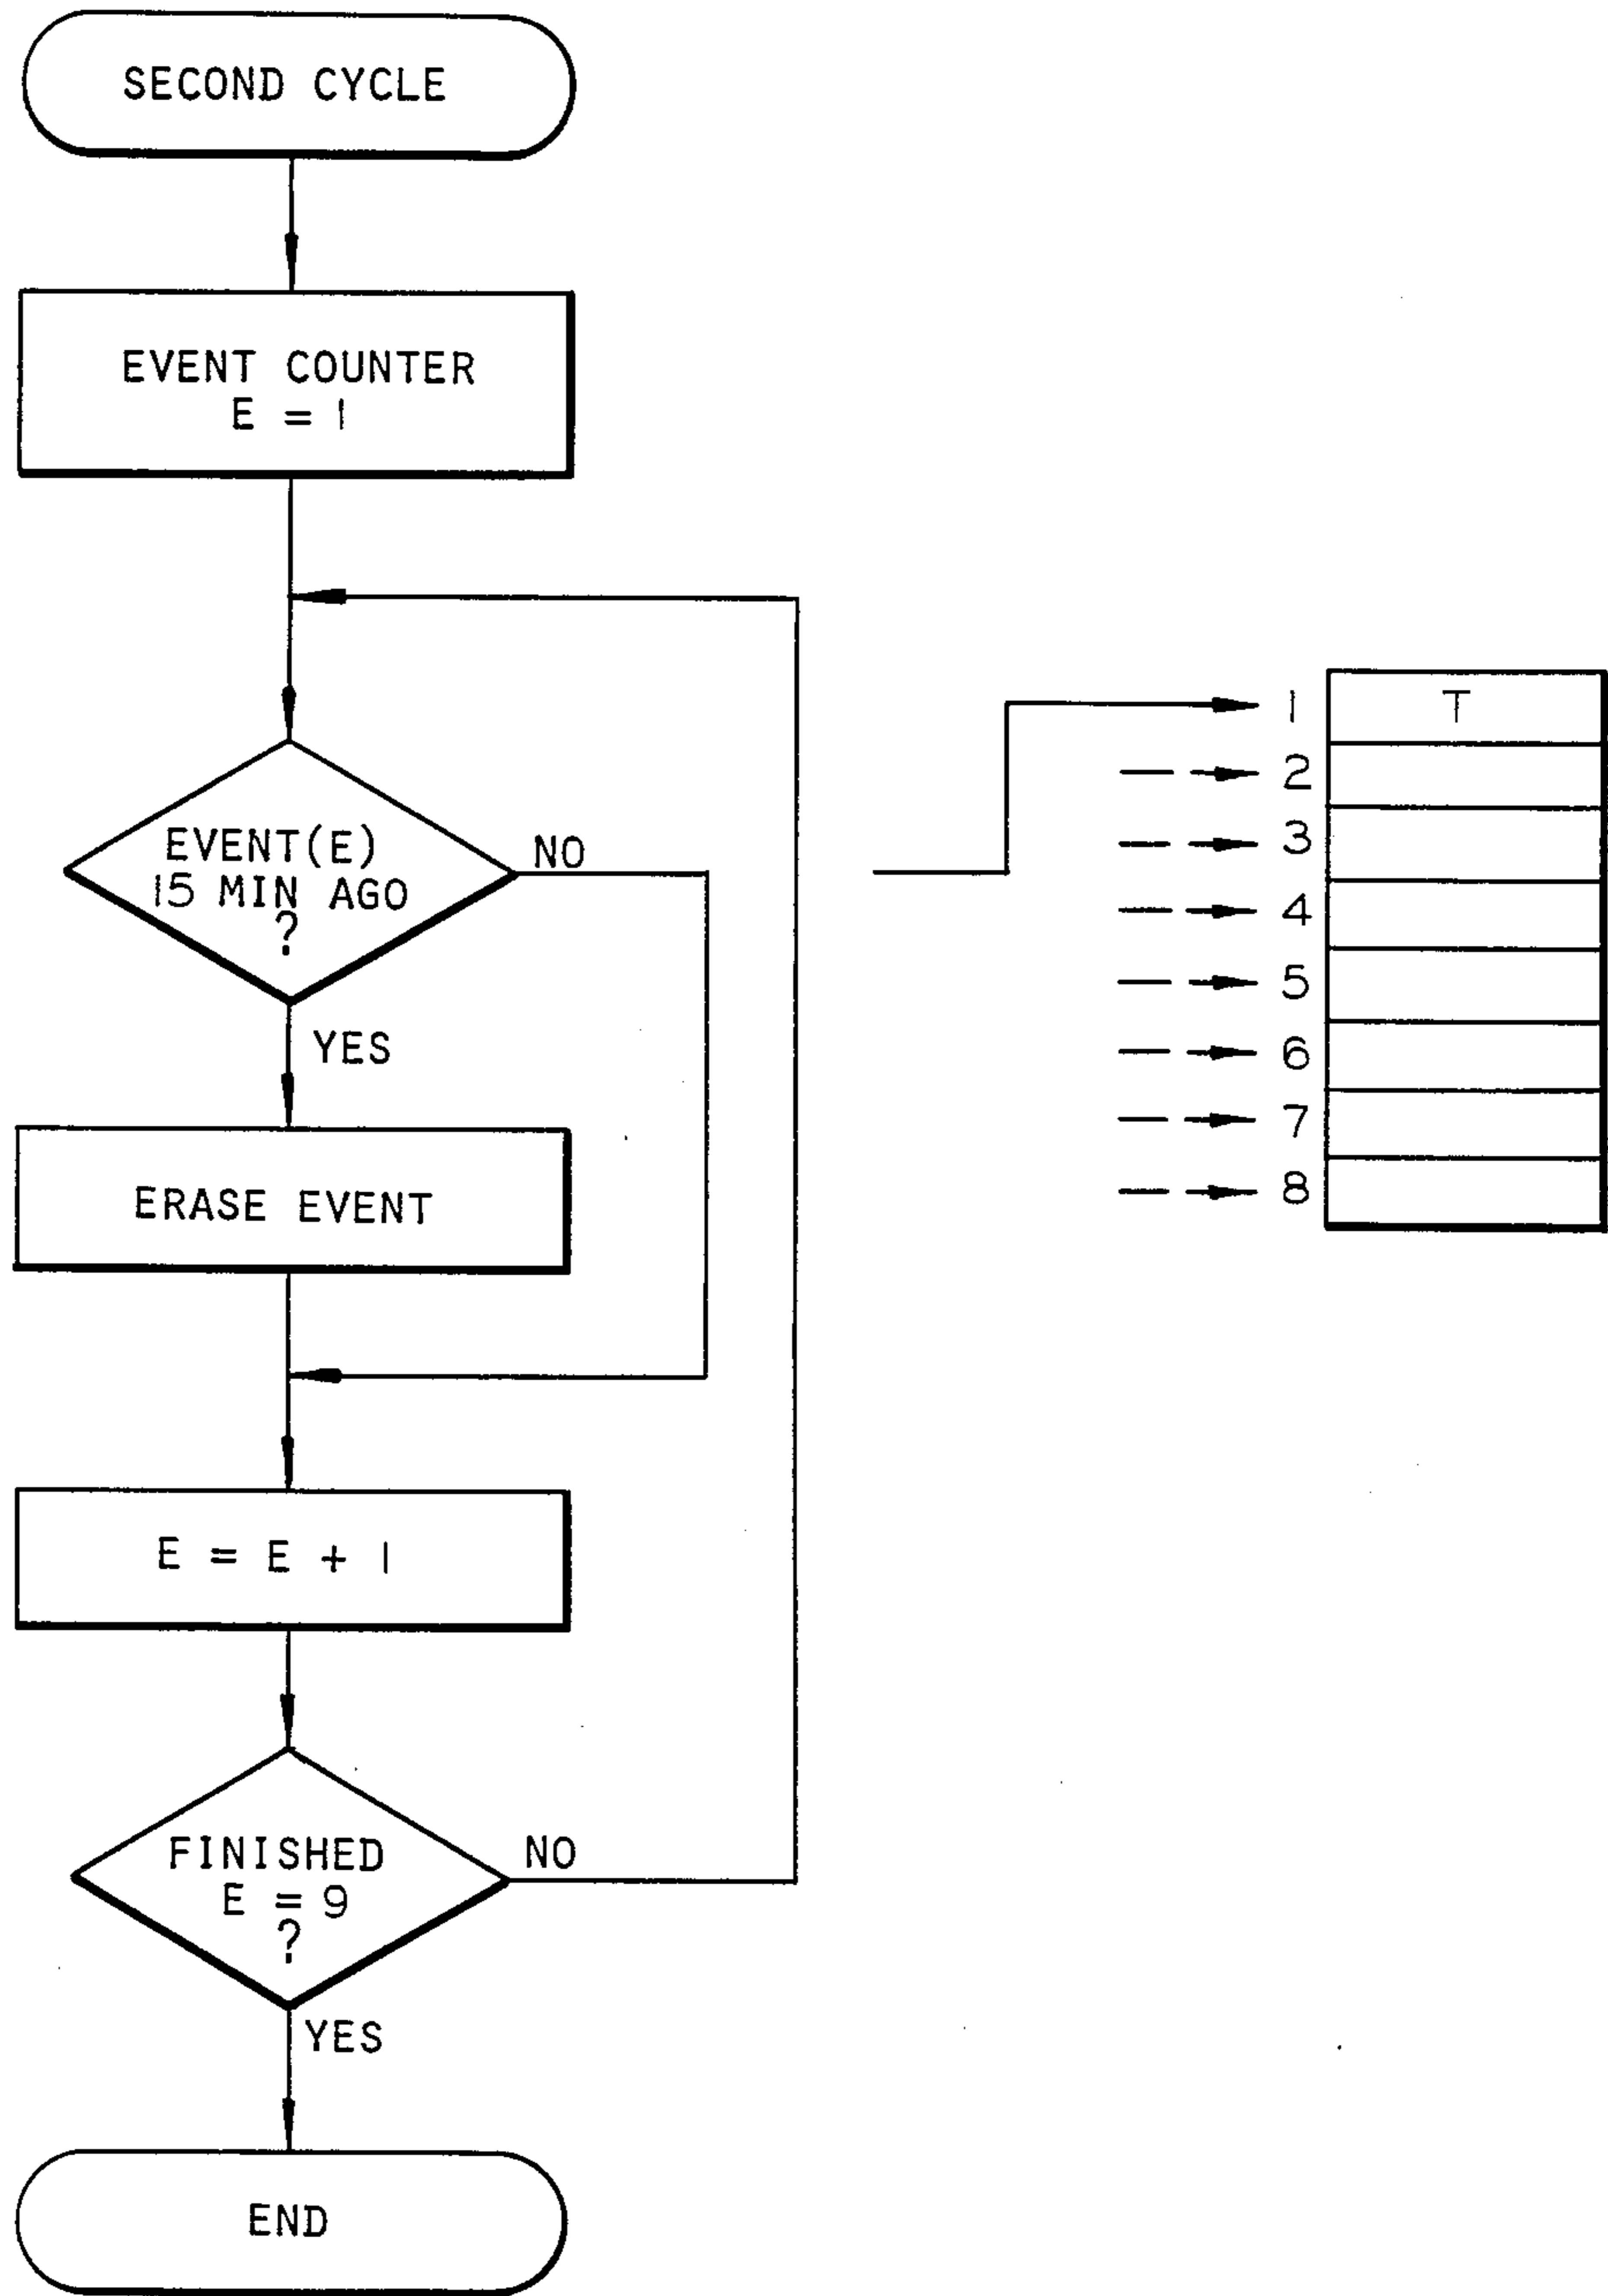 SECOND CYCLE
EVENT COUNTER
E = 1
EVENT(E)
15 MIN AGO
?
NO
YES
ERASE EVENT
E = E + 1
FINISHED
E = 9
?
NO
YES
END
1 T
2
3
4
5
6
7
8